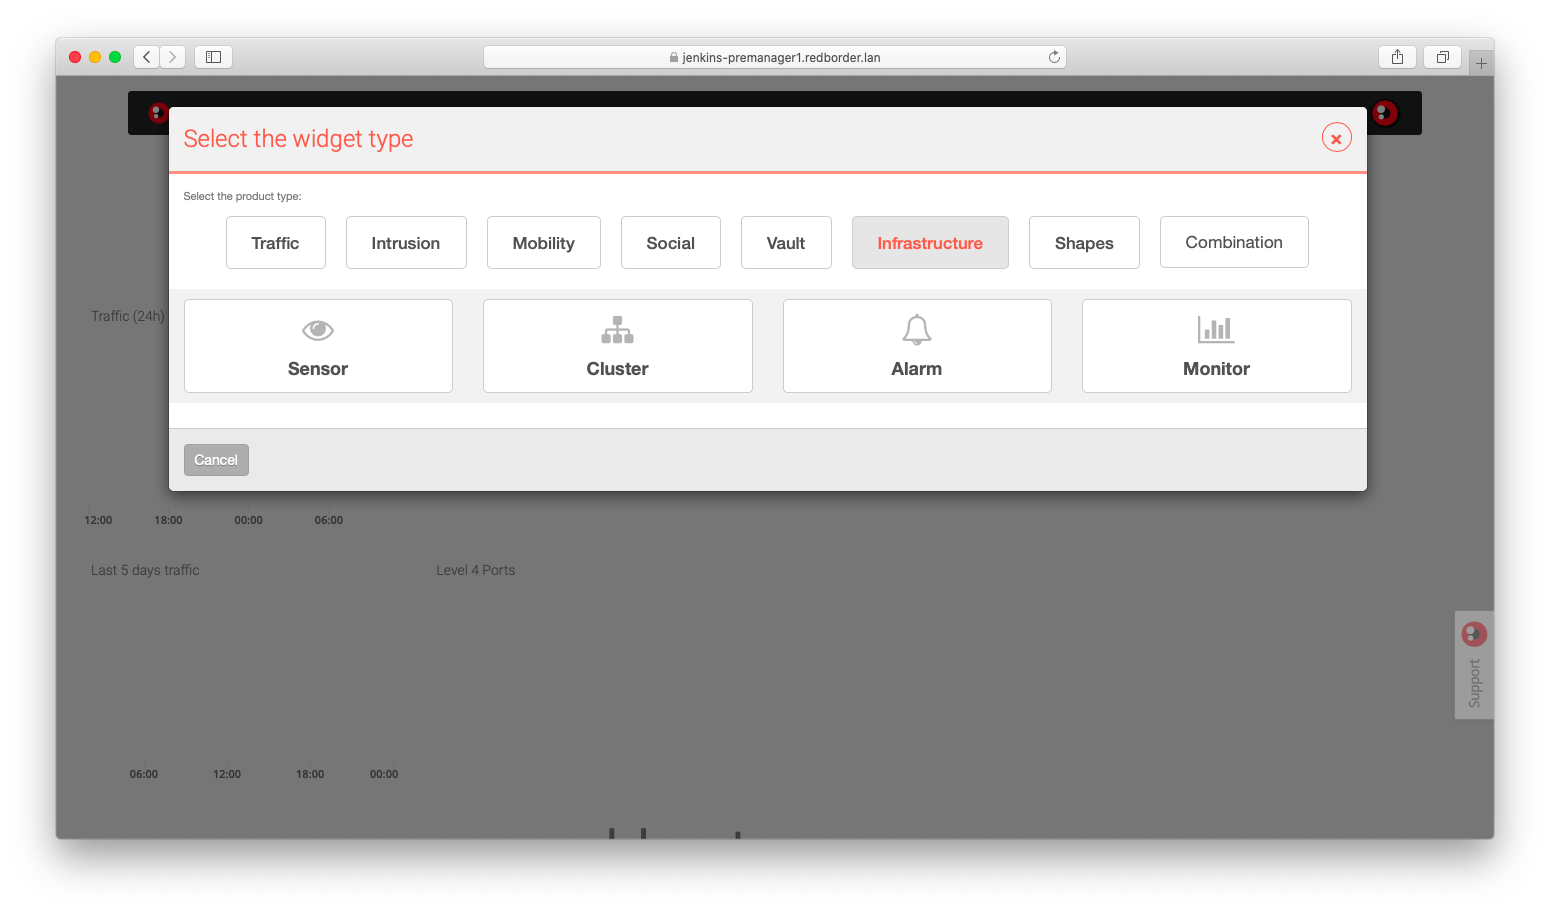 jenkins-premanager1.redborder.lan
Select the widget type
Select the product type:
Traffic
Intrusion
Mobility
Social
Vault
Infrastructure
Shapes
Combination
Traffic (24h)
Sensor
Cluster
Alarm
Monitor
Cancel
12:00 18:00 00:00 06:00
Last 5 days traffic
Level 4 Ports
Support
06:00 12:00 18:00 00:00